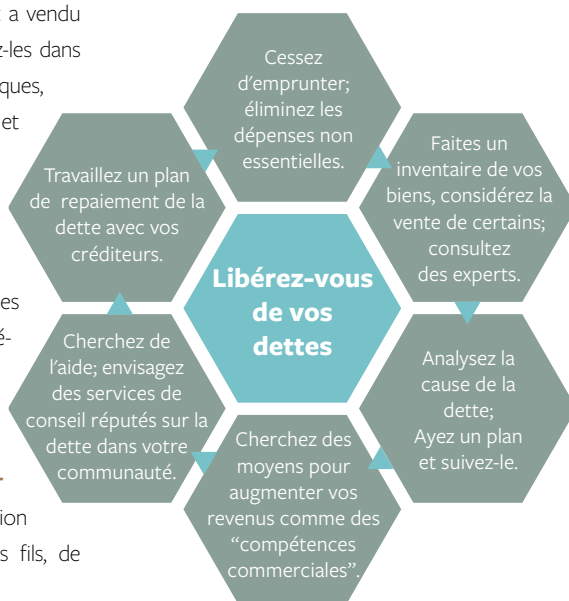 a vendu
-les dans
ques,
et
es
é-
ion
s fils, de
Cessez
d'emprunter;
éliminez les
dépenses non
essentielles.
Faites un
inventaire de vos
biens, considérez la
vente de certains;
consultez
des experts.
Analysez la
cause de la
dette;
Ayez un plan
et suivez-le.
Cherchez des
moyens pour
augmenter vos
revenus comme des
“compétences
commerciales”.
Cherchez de
l'aide; envisagez
des services de
conseil réputés sur la
dette dans votre
communauté.
Travaillez un plan
de repaiement de la
dette avec vos
créditeurs.
Libérez-vous
de vos
dettes